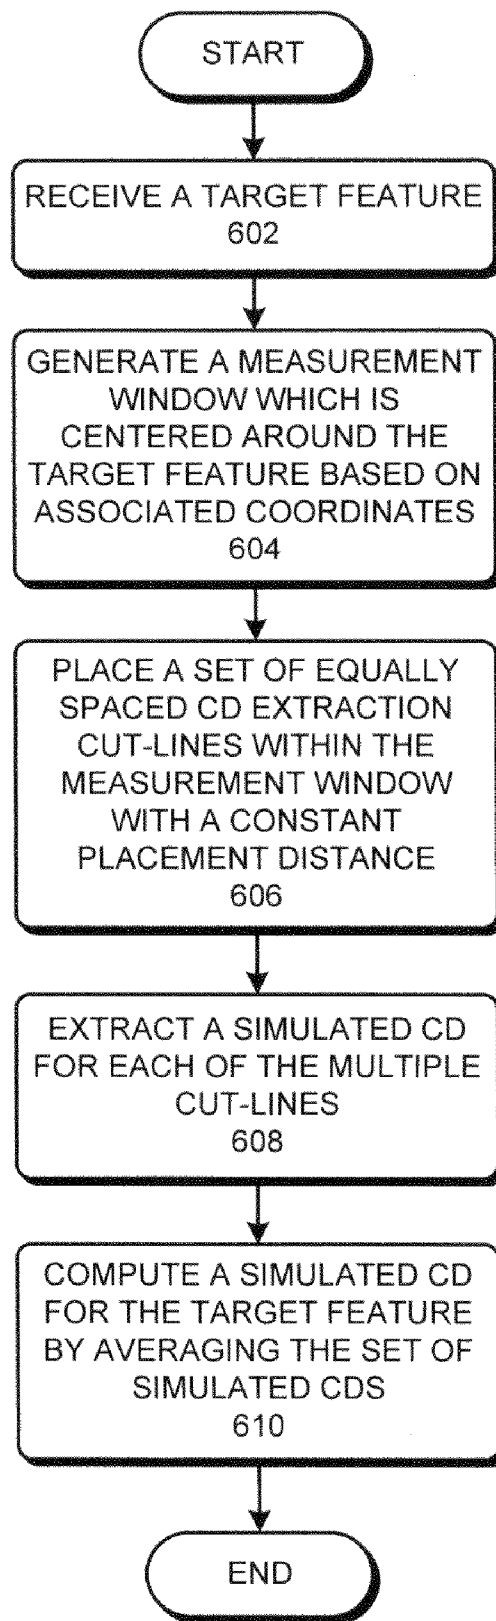 START
RECEIVE A TARGET FEATURE
602
GENERATE A MEASUREMENT
WINDOW WHICH IS
CENTERED AROUND THE
TARGET FEATURE BASED ON
ASSOCIATED COORDINATES
604
PLACE A SET OF EQUALLY
SPACED CD EXTRACTION
CUT-LINES WITHIN THE
MEASUREMENT WINDOW
WITH A CONSTANT
PLACEMENT DISTANCE
606
EXTRACT A SIMULATED CD
FOR EACH OF THE MULTIPLE
CUT-LINES
608
COMPUTE A SIMULATED CD
FOR THE TARGET FEATURE
BY AVERAGING THE SET OF
SIMULATED CDS
610
END